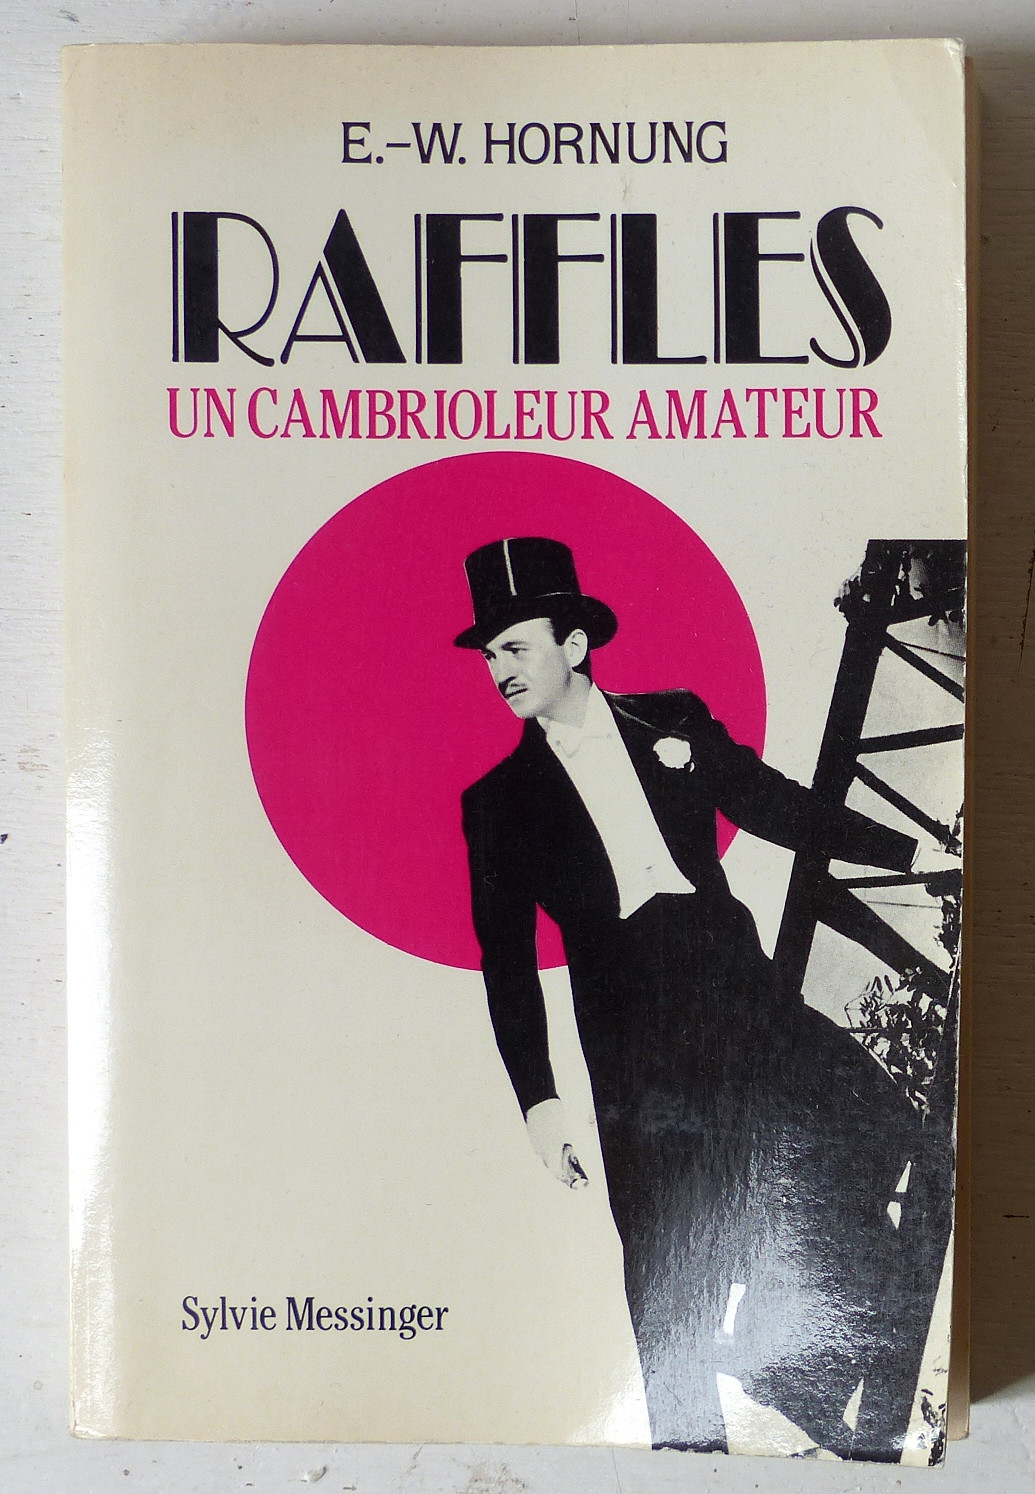 E.–W. HORNUNG
RAFFLES
UN CAMBRIOLEUR AMATEUR
Sylvie Messinger